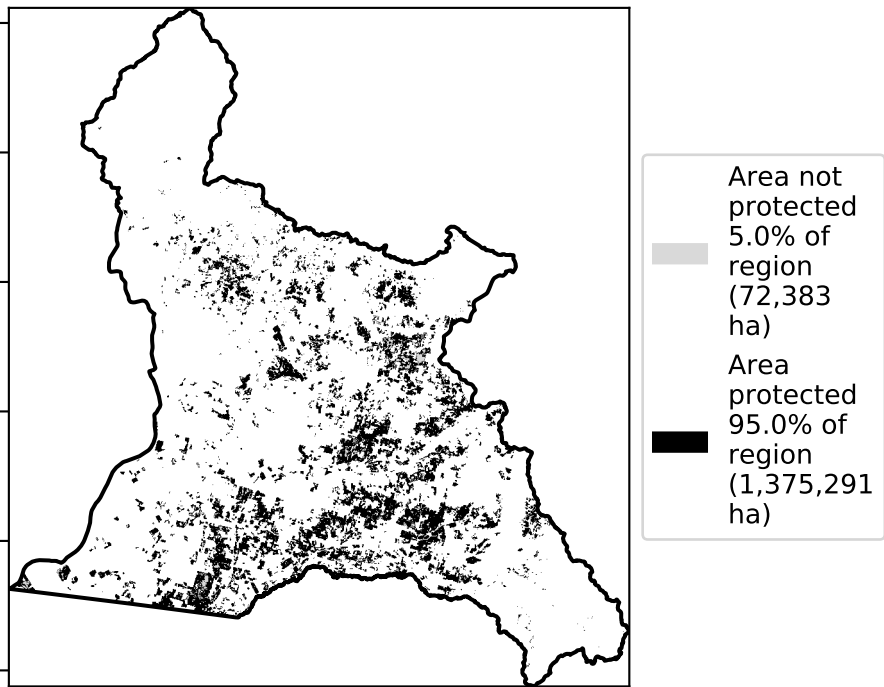 Area not
protected
5.0% of
region
(72,383
ha)
Area
protected
95.0% of
region
(1,375,291
ha)